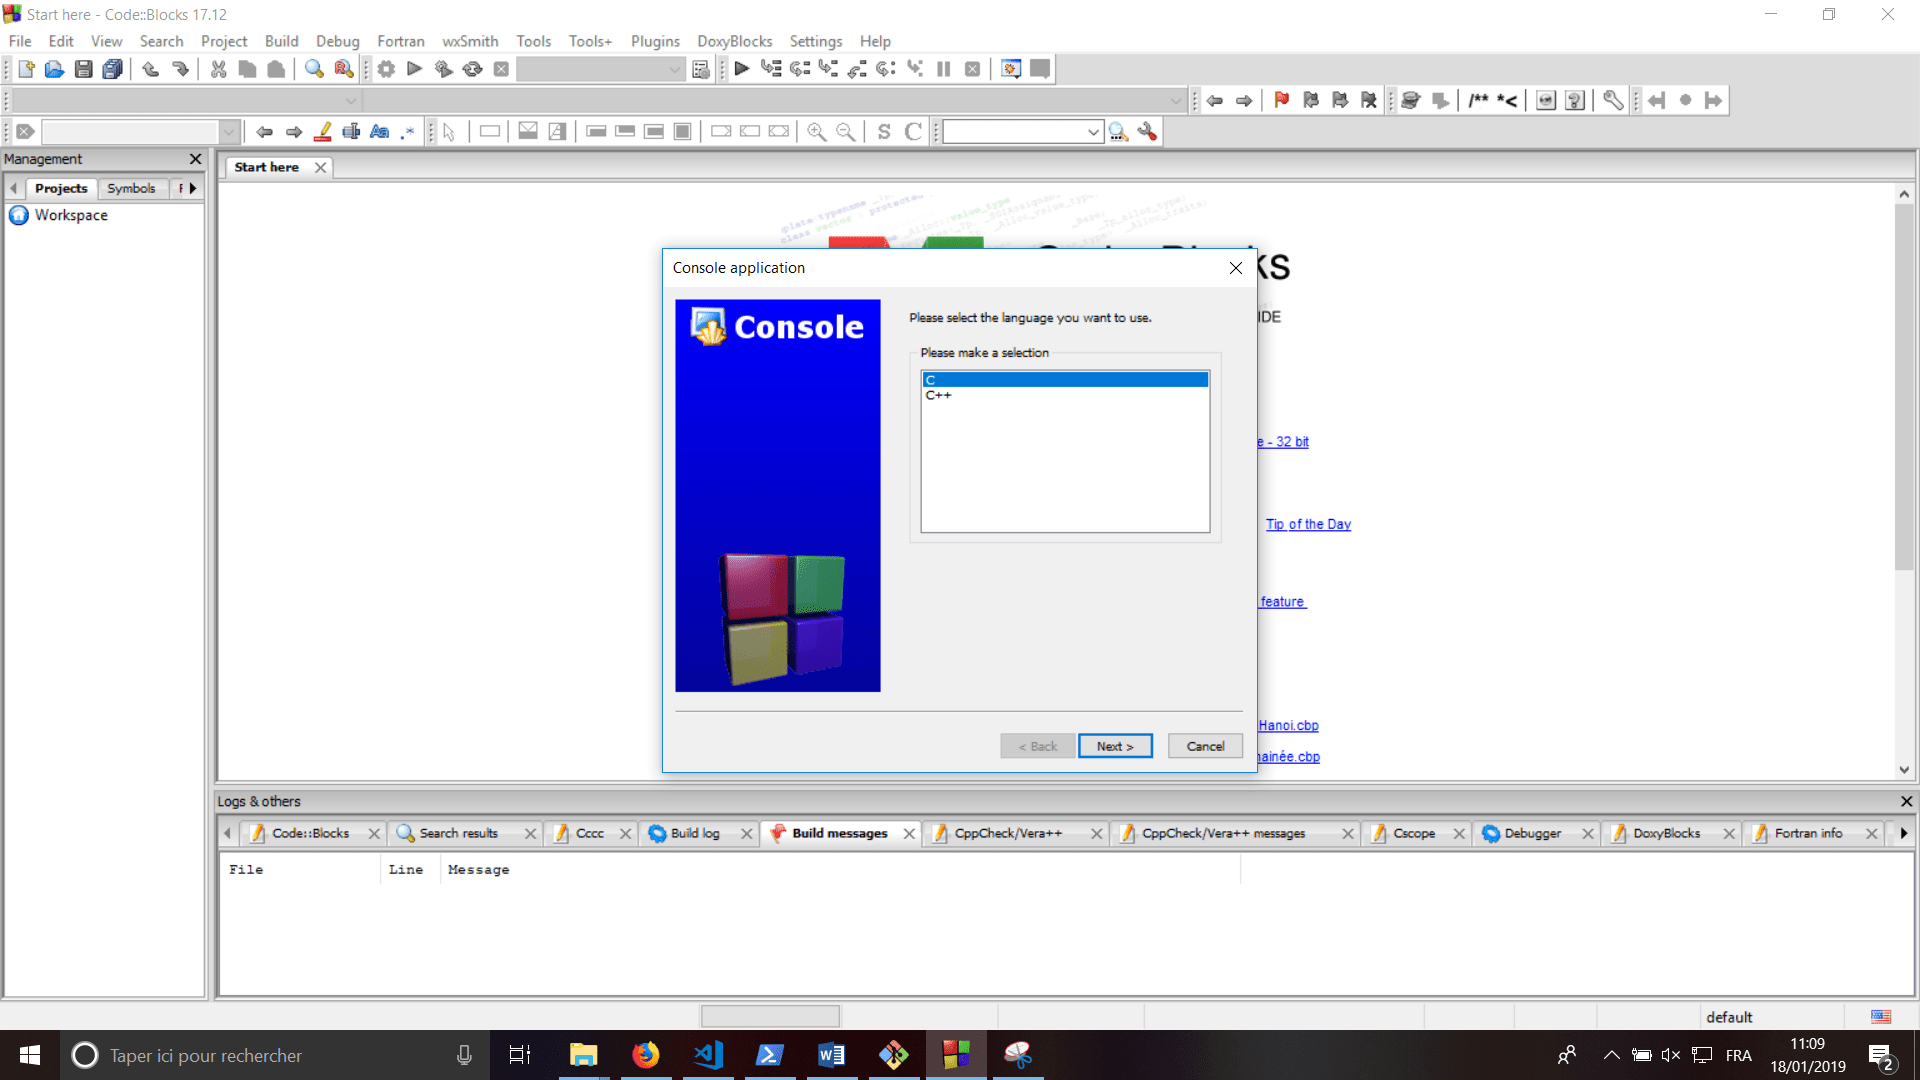 Start here - Code::Blocks 17.12
File Edit View Search Project Build Debug Fortran wxSmith Tools Tools+ Plugins DoxyBlocks Settings Help
/** *<
S C
Management
Start here
Projects Symbols
Workspace
Console application
Console
Please select the language you want to use.
Please make a selection
C
C++
IDE
e - 32 bit
Tip of the Day
feature
Hanoi.cbp
ainée.cbp
< Back Next > Cancel
Logs & others
Code::Blocks Search results Cccc Build log Build messages CppCheck/Vera++ CppCheck/Vera++ messages Cscope Debugger DoxyBlocks Fortran info
File Line Message
default
Taper ici pour rechercher
FRA
11:09
18/01/2019
2